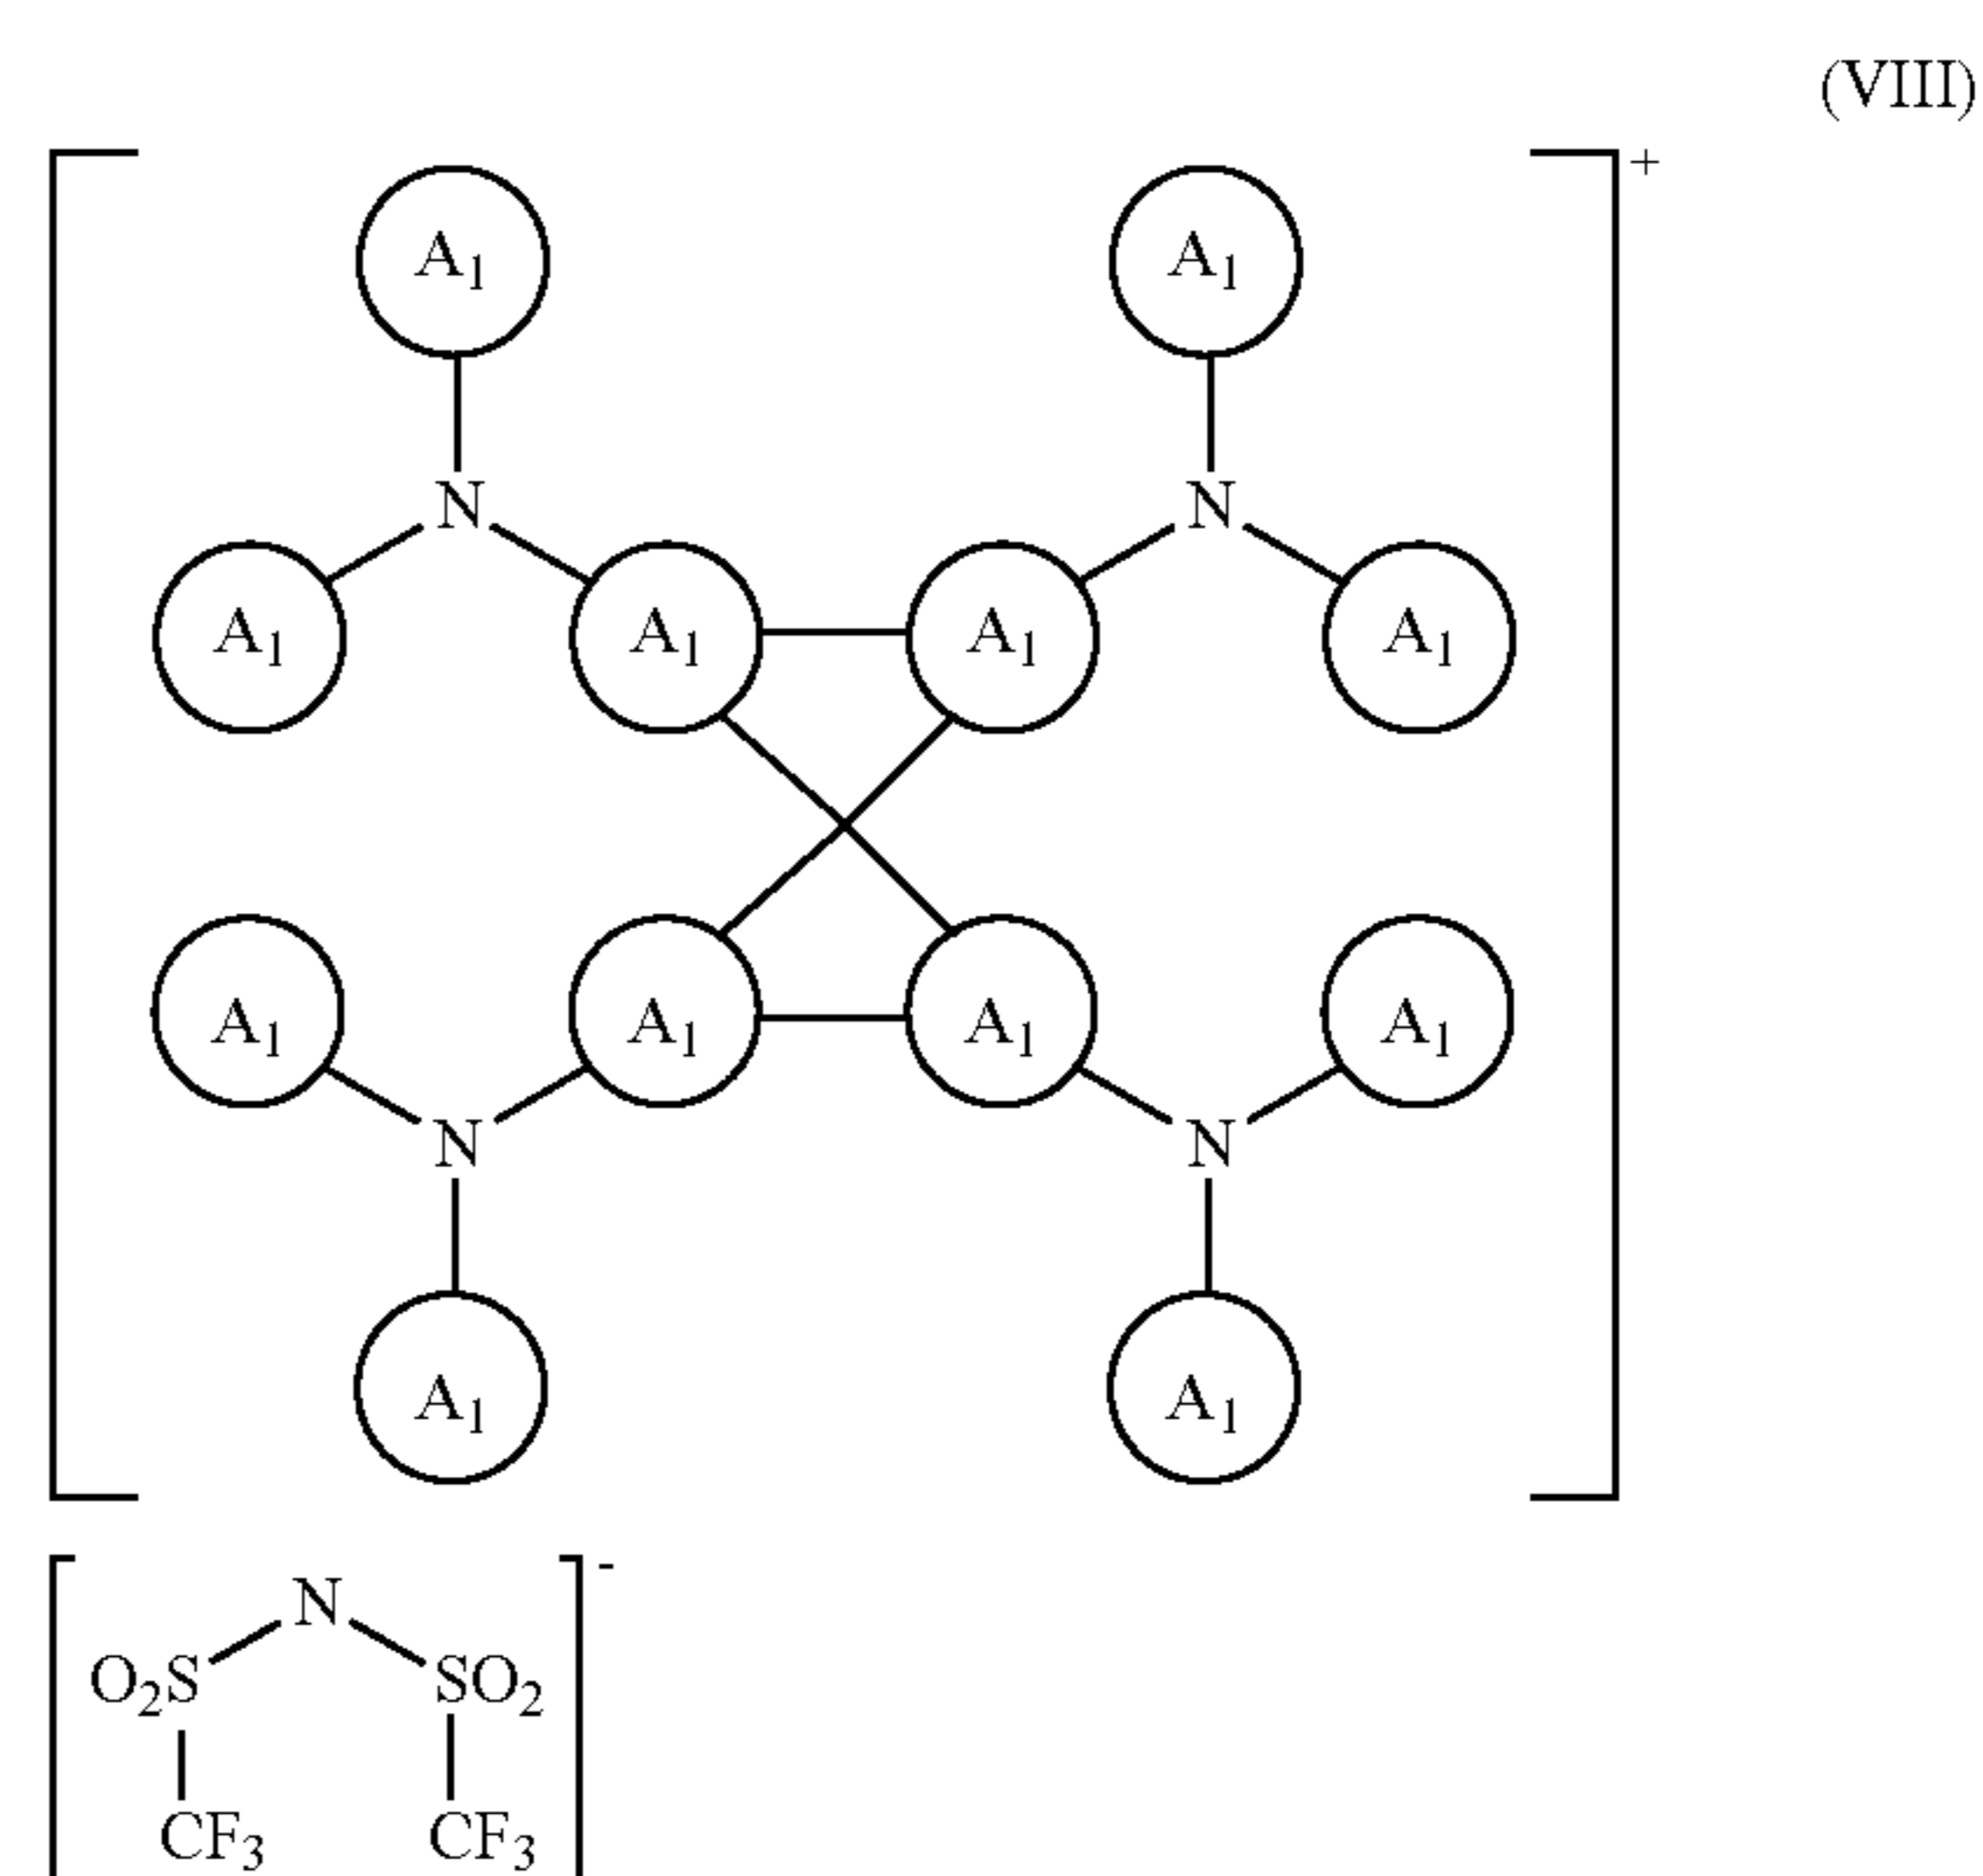 (VIII)
+
A1 A1
N N
A1 A1 A1 A1
A1 A1 A1 A1
N N
A1 A1
-
N
O2S SO2
CF3 CF3